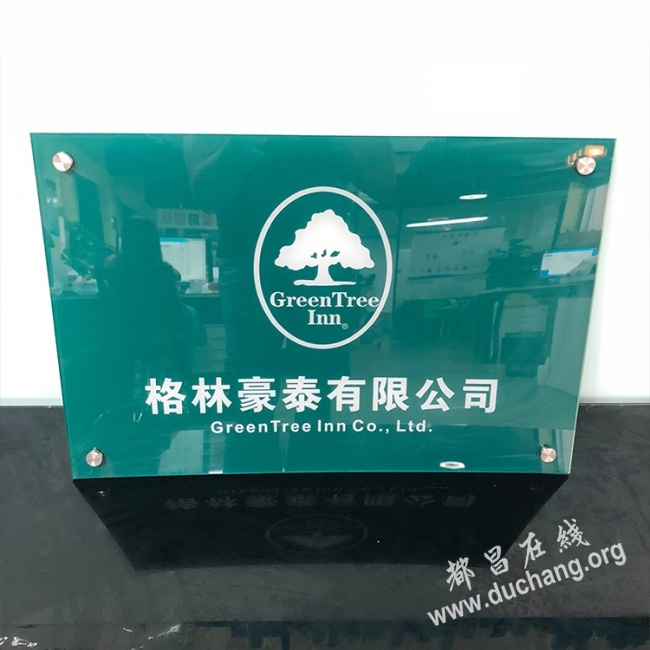 GreenTree
Inn®
格林豪泰有限公司
GreenTree Inn Co., Ltd.
都昌在线
www.duchang.org